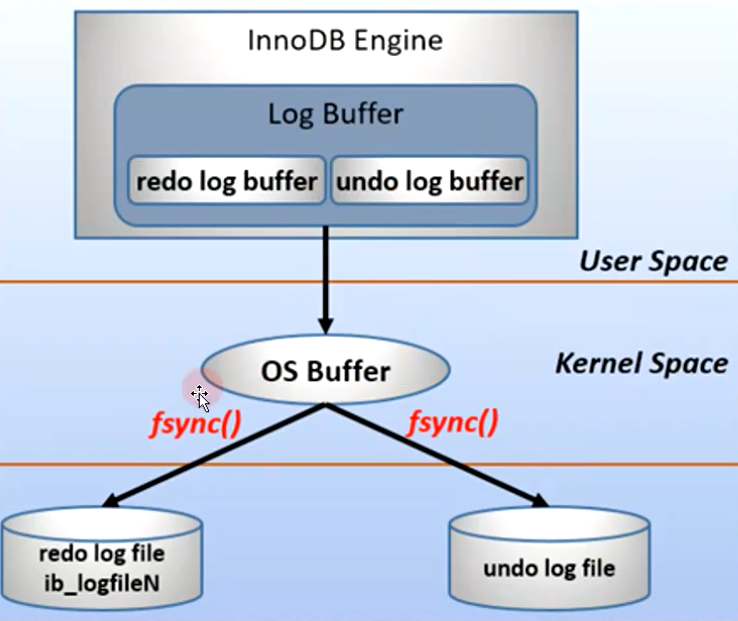 InnoDB Engine
Log Buffer
redo log buffer
undo log buffer
User Space
OS Buffer
Kernel Space
fsync()
fsync()
redo log file
ib_logfileN
undo log file